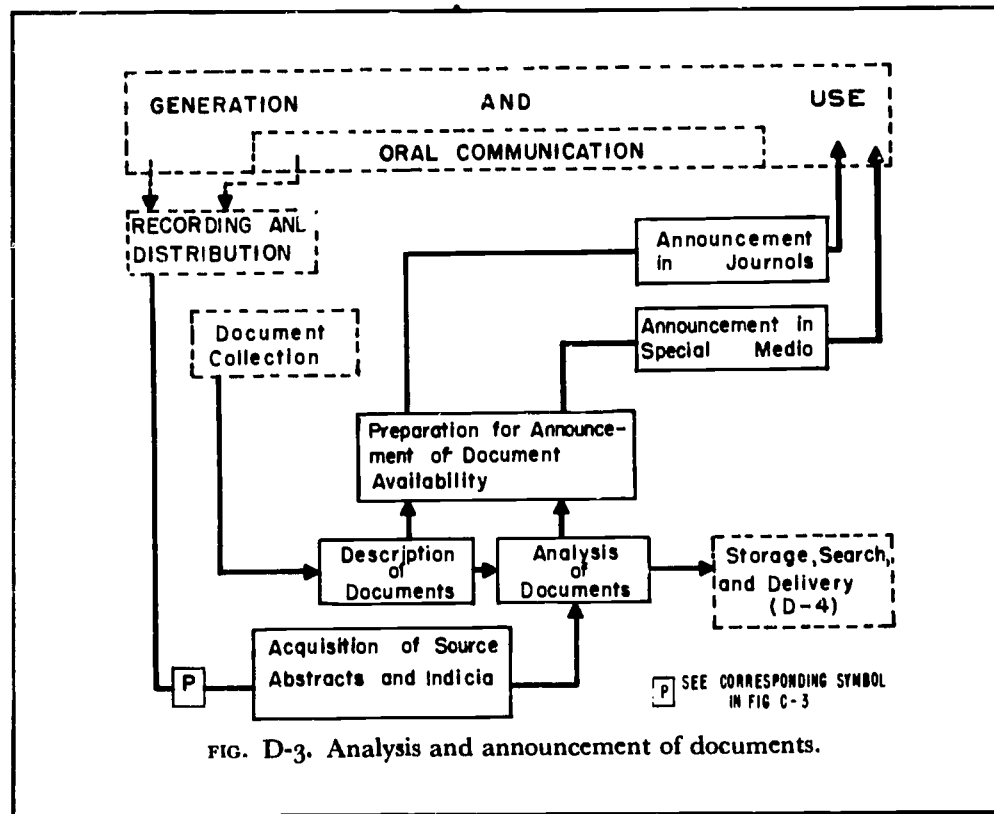 GENERATION AND USE
ORAL COMMUNICATION
RECORDING ANL
DISTRIBUTION
Announcement
in Journols
Document
Collection
Announcement in
Special Medio
Preparation for Announce-
ment of Document
Availability
Description
of
Documents
Analysis
of
Documents
Storage, Search,
and Delivery
(D-4)
Acquisition of Source
Abstracts and Indicia
P
P SEE CORRESPONDING SYMBOL
IN FIG C-3
FIG. D-3. Analysis and announcement of documents.